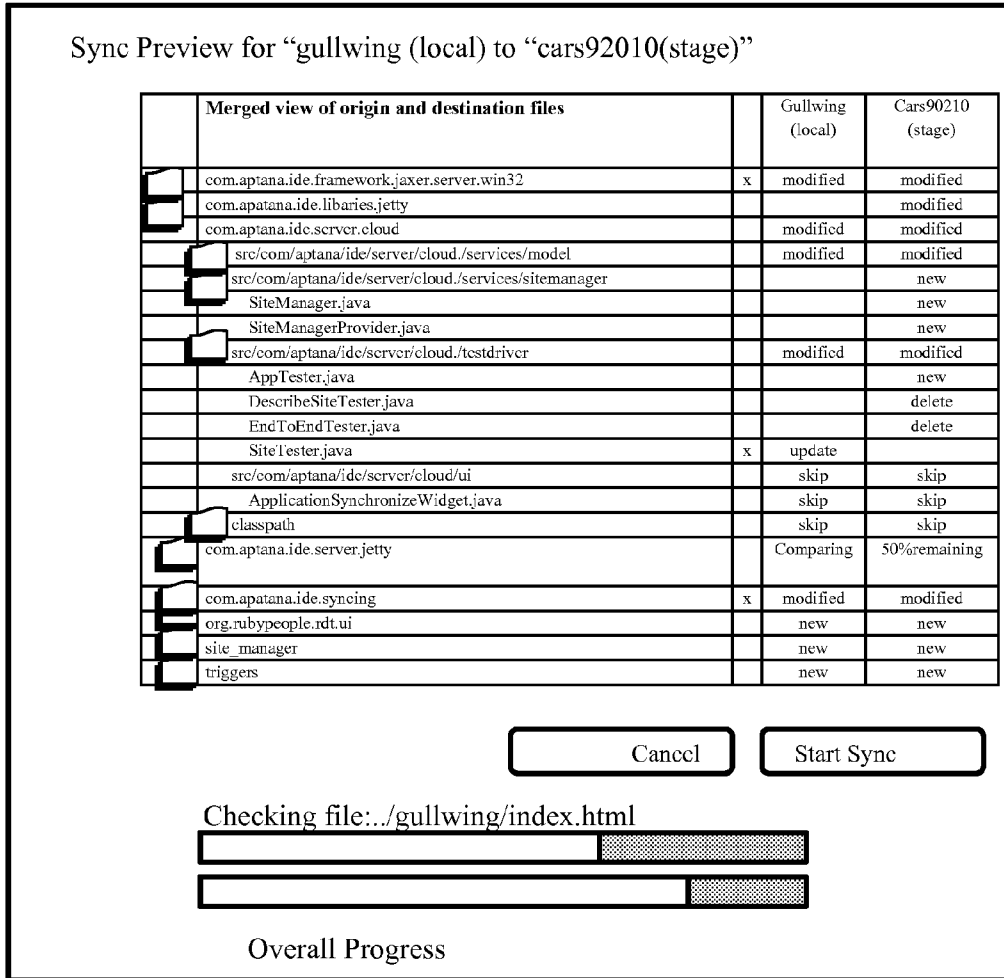 Sync Preview for “gullwing (local) to “cars92010(stage)”
Merged view of origin and destination files Gullwing (local) Cars90210 (stage)
com.aptana.ide.framework.jaxer.server.win32 x modified modified
com.apatana.ide.libaries.jetty modified
com.aptana.ide.server.cloud modified modified
src/com/aptana/ide/server/cloud./services/model modified modified
src/com/aptana/ide/server/cloud./services/sitemanager new
SiteManager.java new
SiteManagerProvider.java new
src/com/aptana/ide/server/cloud./testdriver modified modified
AppTester.java new
DescribeSiteTester.java delete
EndToEndTester.java delete
SiteTester.java x update
src/com/aptana/ide/server/cloud/ui skip skip
ApplicationSynchronizeWidget.java skip skip
classpath skip skip
com.aptana.ide.server.jetty Comparing 50%remaining
com.apatana.ide.syncing x modified modified
org.rubypeople.rdt.ui new new
site_manager new new
triggers new new
Cancel Start Sync
Checking file:../gullwing/index.html
Overall Progress